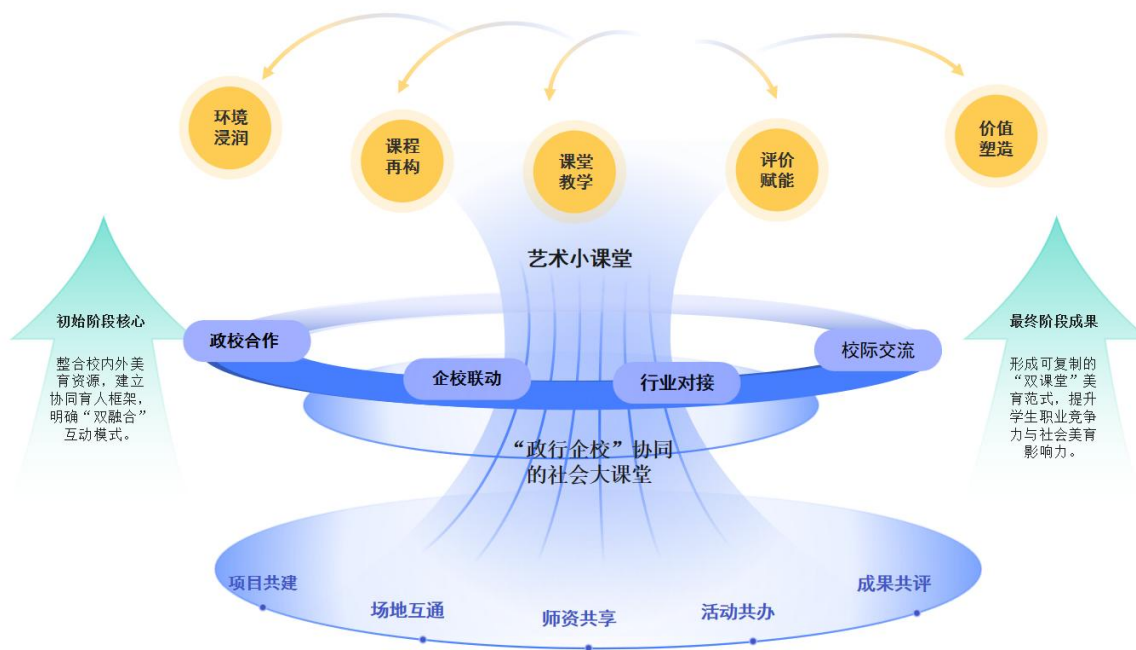 环境
浸润
课程
再构
课堂
教学
评价
赋能
价值
塑造
艺术小课堂
初始阶段核心
整合校内外美
育资源，建立
协同育人框架，
明确“双融合”
互动模式。
政校合作
企校联动
行业对接
校际交流
最终阶段成果
形成可复制的
“双课堂”美
育范式，提升
学生职业竞争
力与社会美育
影响力。
“政行企校”协同
的社会大课堂
项目共建
场地互通
师资共享
活动共办
成果共评